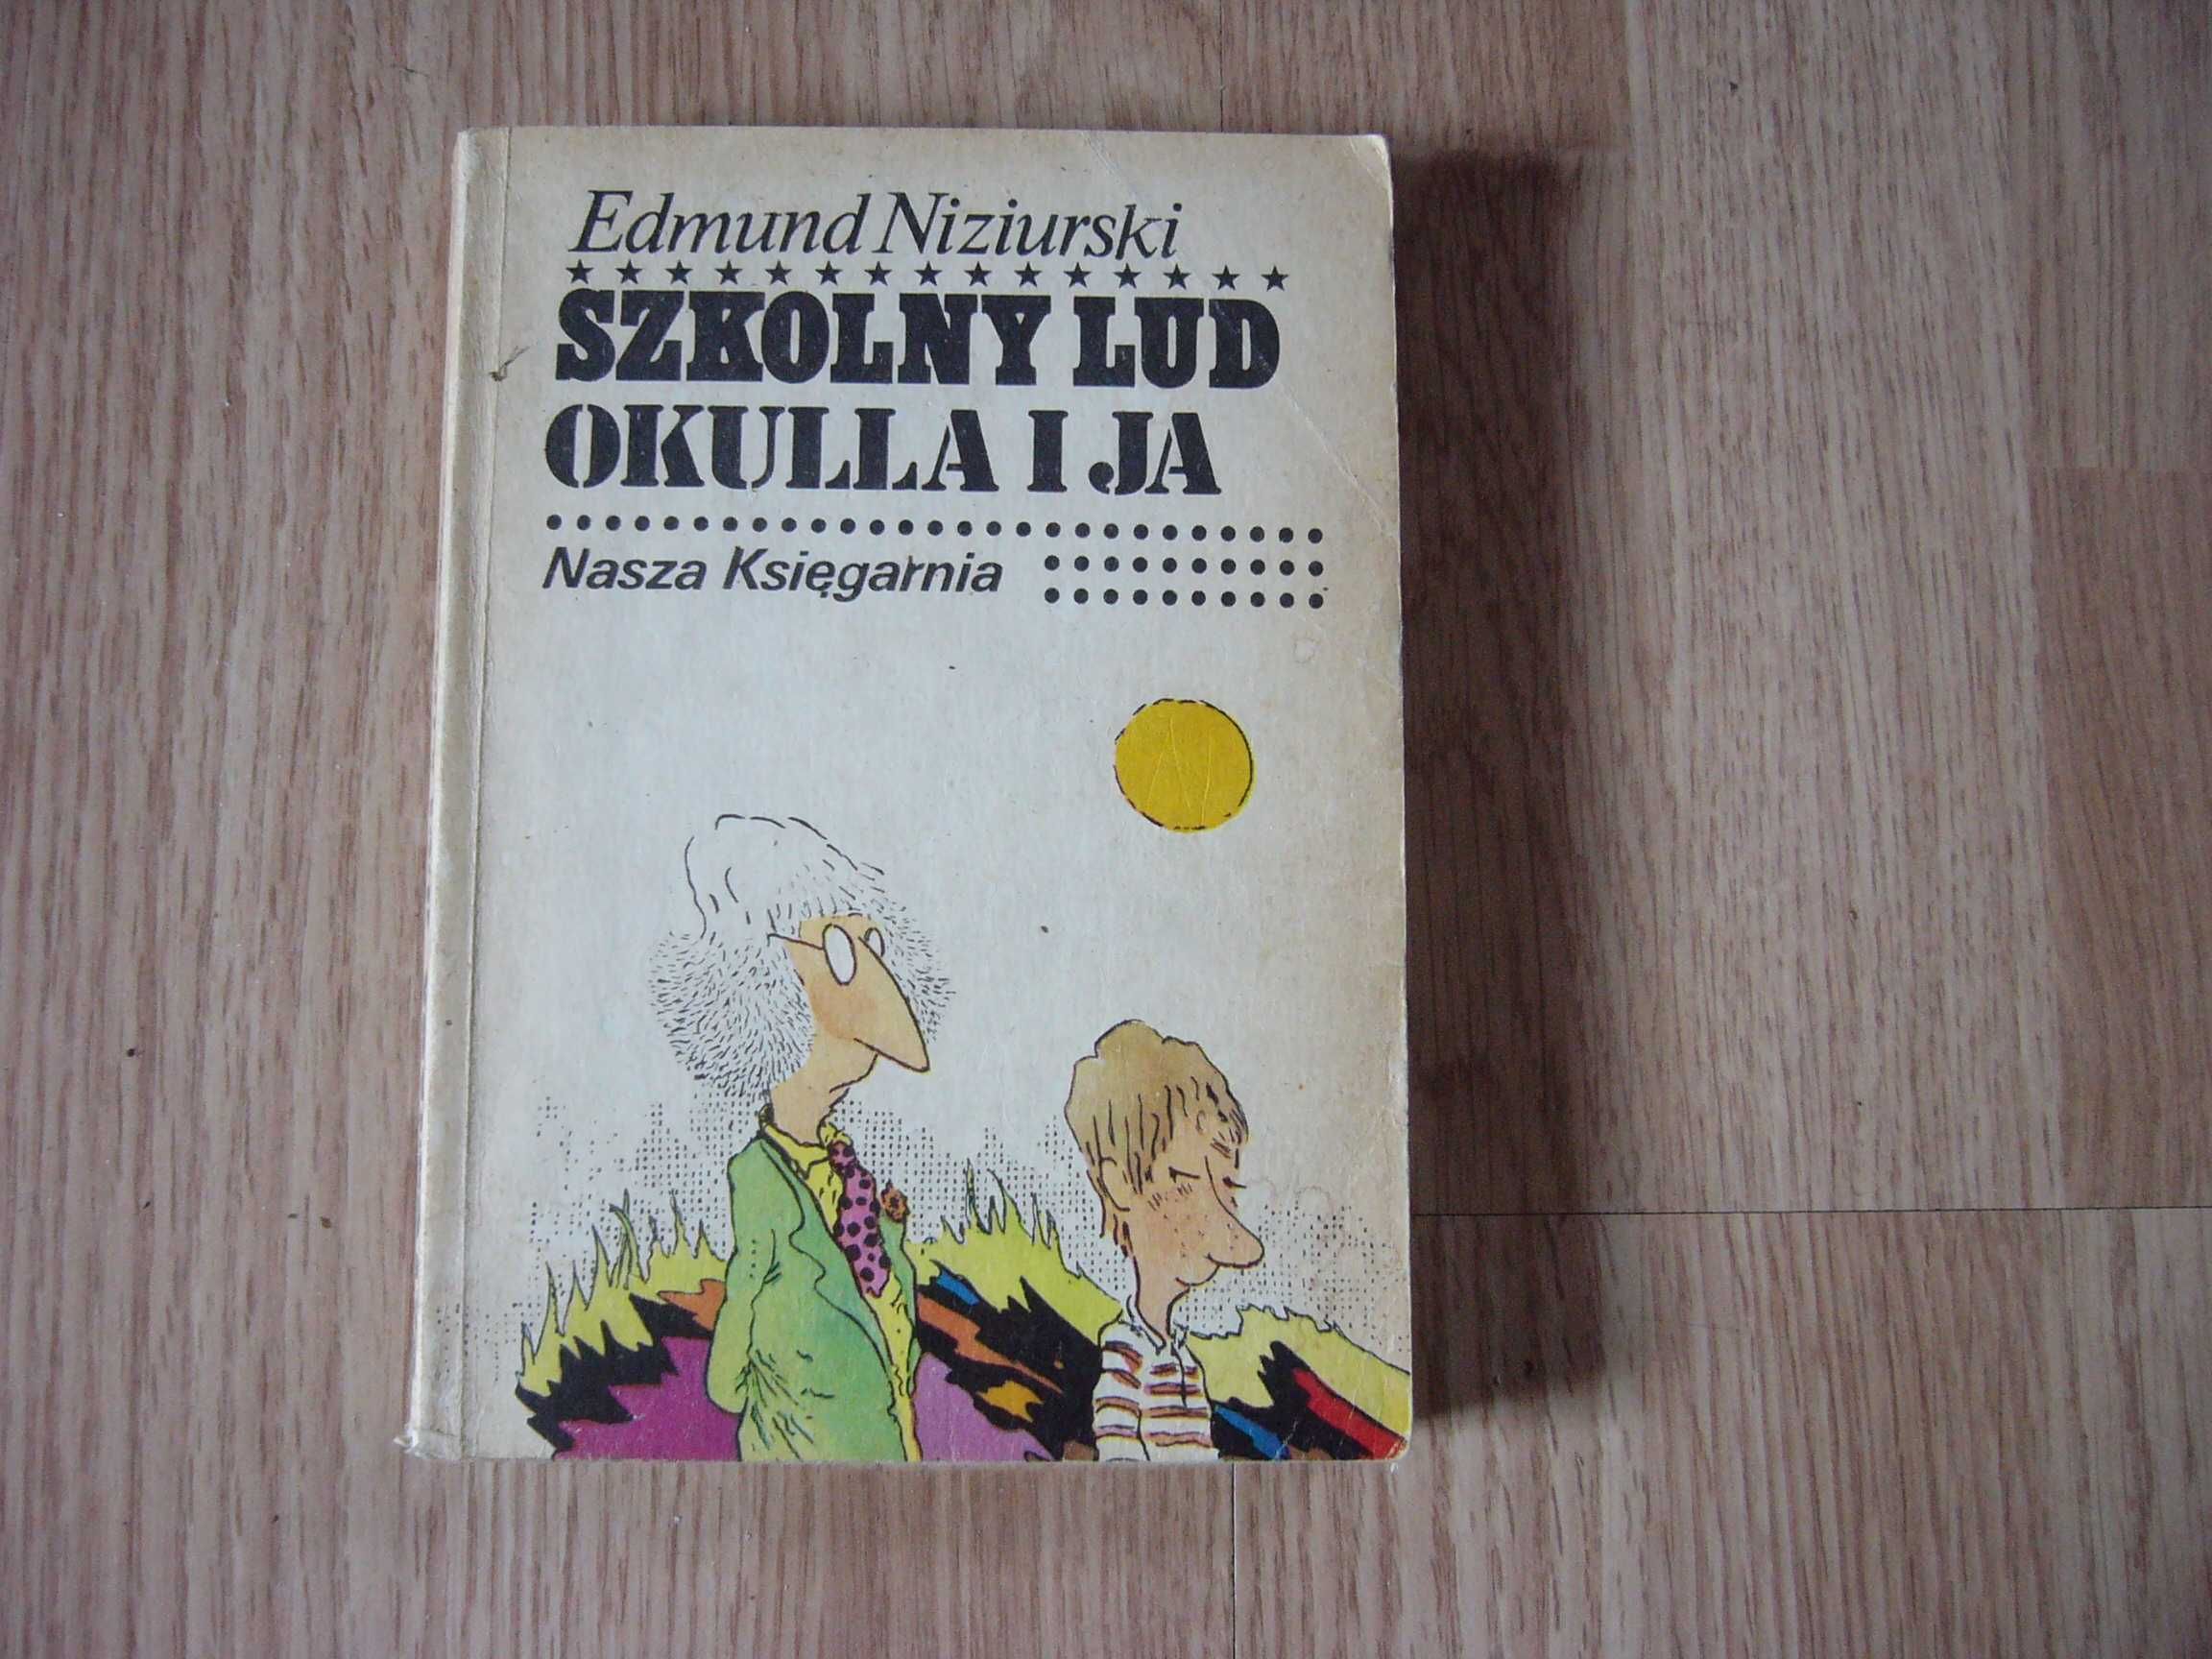 Edmund Niziurski
SZKOLNY LUD
OKULLA I JA
Nasza Księgarnia